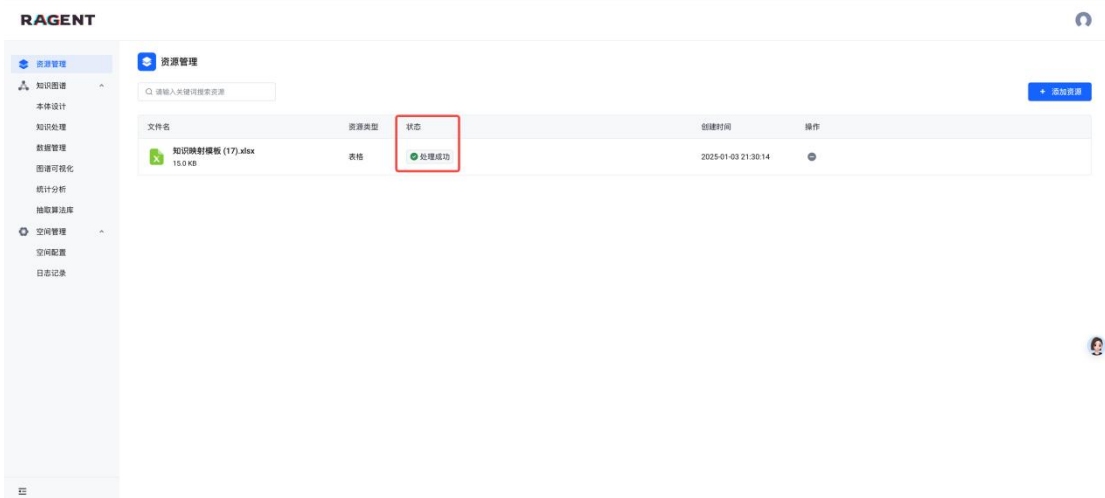 RAGENT
资源管理
知识图谱
本体设计
知识处理
数据管理
图谱可视化
统计分析
抽取算法库
空间管理
空间配置
日志记录
资源管理
请输入关键词搜索资源
+ 添加资源
文件名 资源类型 状态 创建时间 操作
知识映射模板 (17).xlsx 表格 处理成功 2025-01-03 21:30:14
15.0 KB